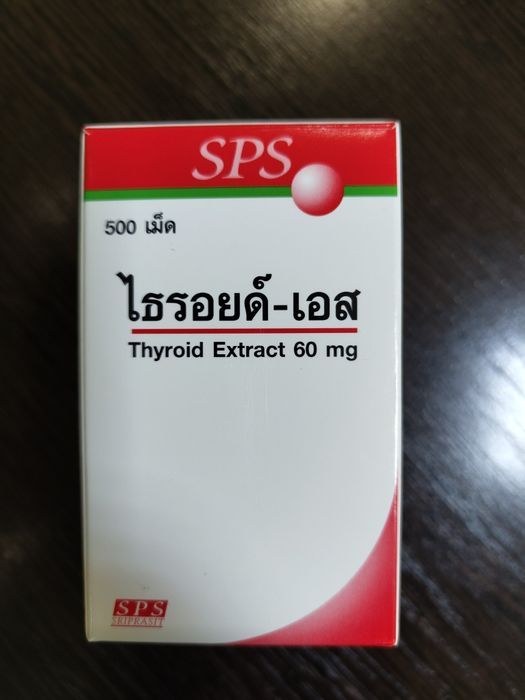 SPS
500 เม็ด
ไธรอยด์-เอส
Thyroid Extract 60 mg
SPS
SRIPRASIT